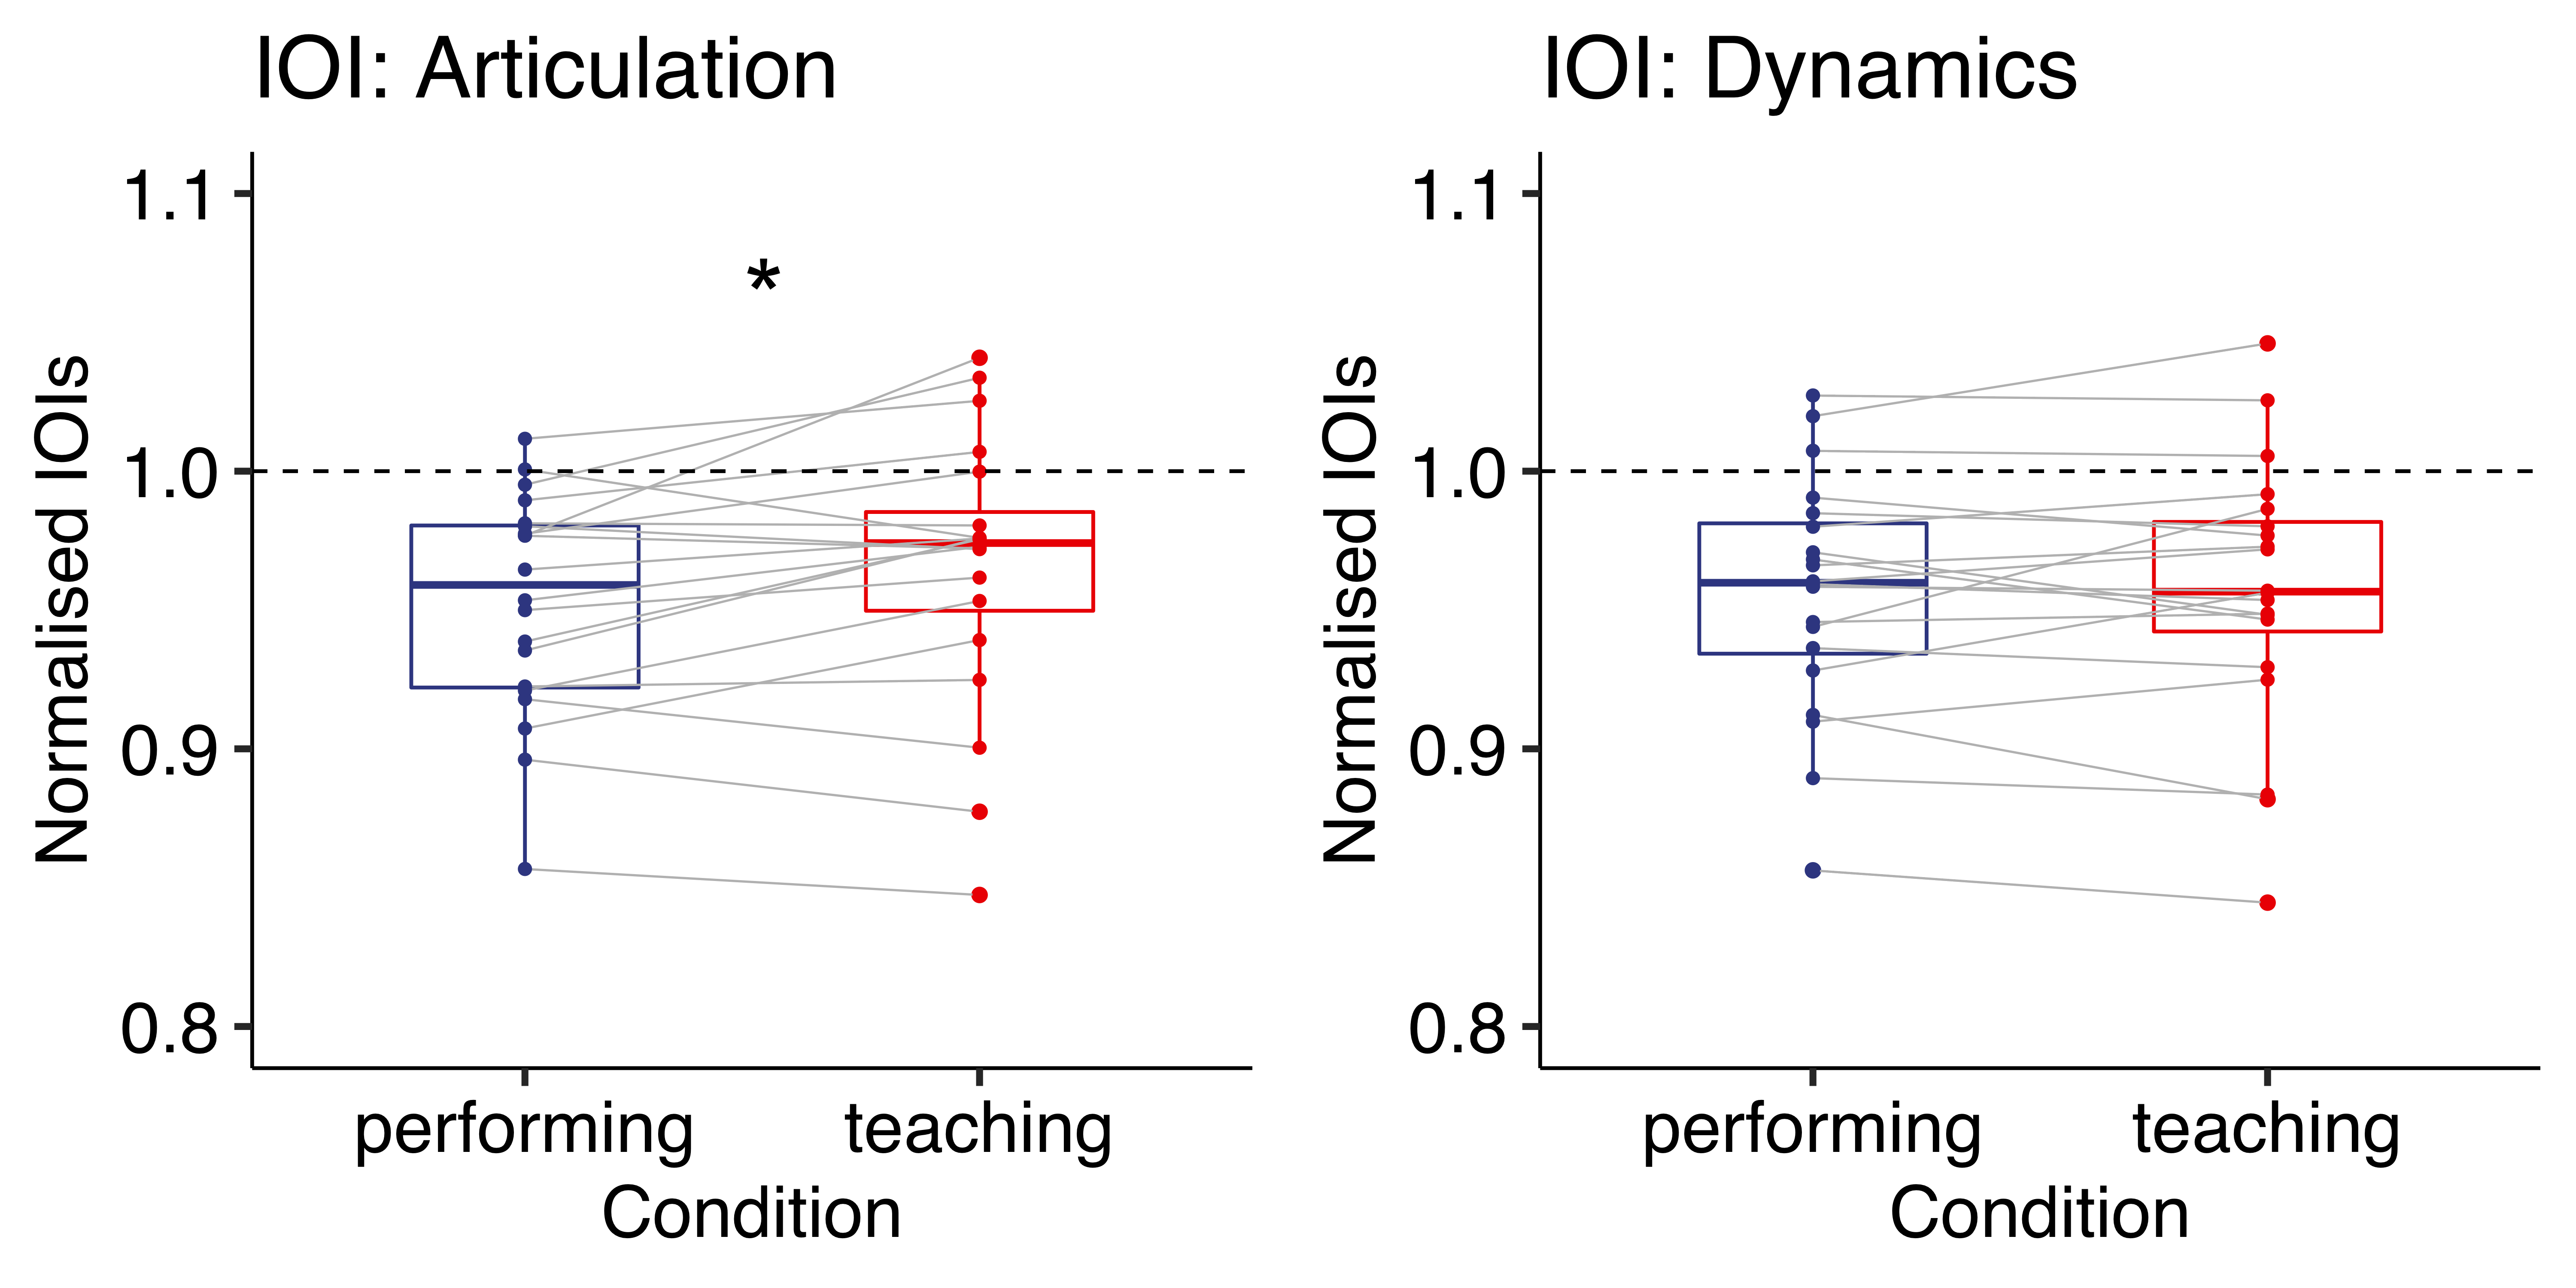 IOI: Articulation
Normalised IOIs
1.1
1.0
0.9
0.8
*
performing teaching
Condition
IOI: Dynamics
Normalised IOIs
1.1
1.0
0.9
0.8
performing teaching
Condition